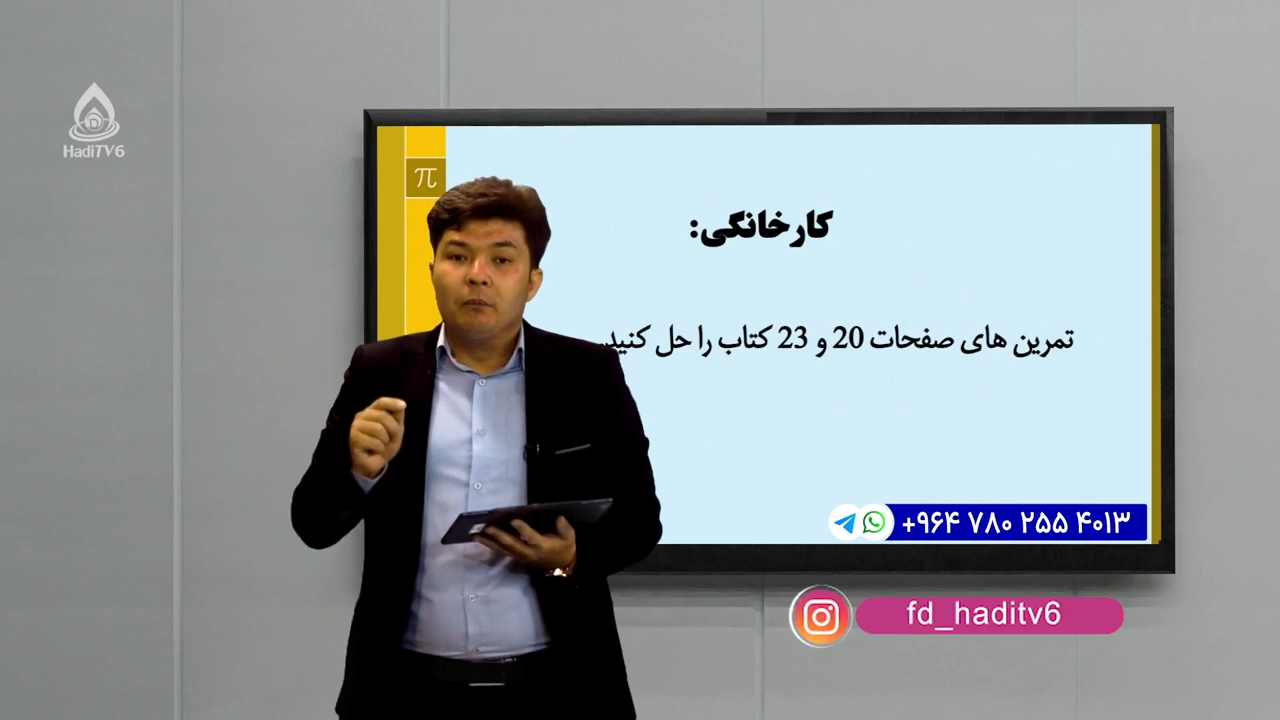 HadiTV6
π
کارخانگی:
تمرین های صفحات 20 و 23 کتاب را حل کنید.
+۹۶۴ ۷۸۰ ۲۵۵ ۴۰۱۳
fd_haditv6